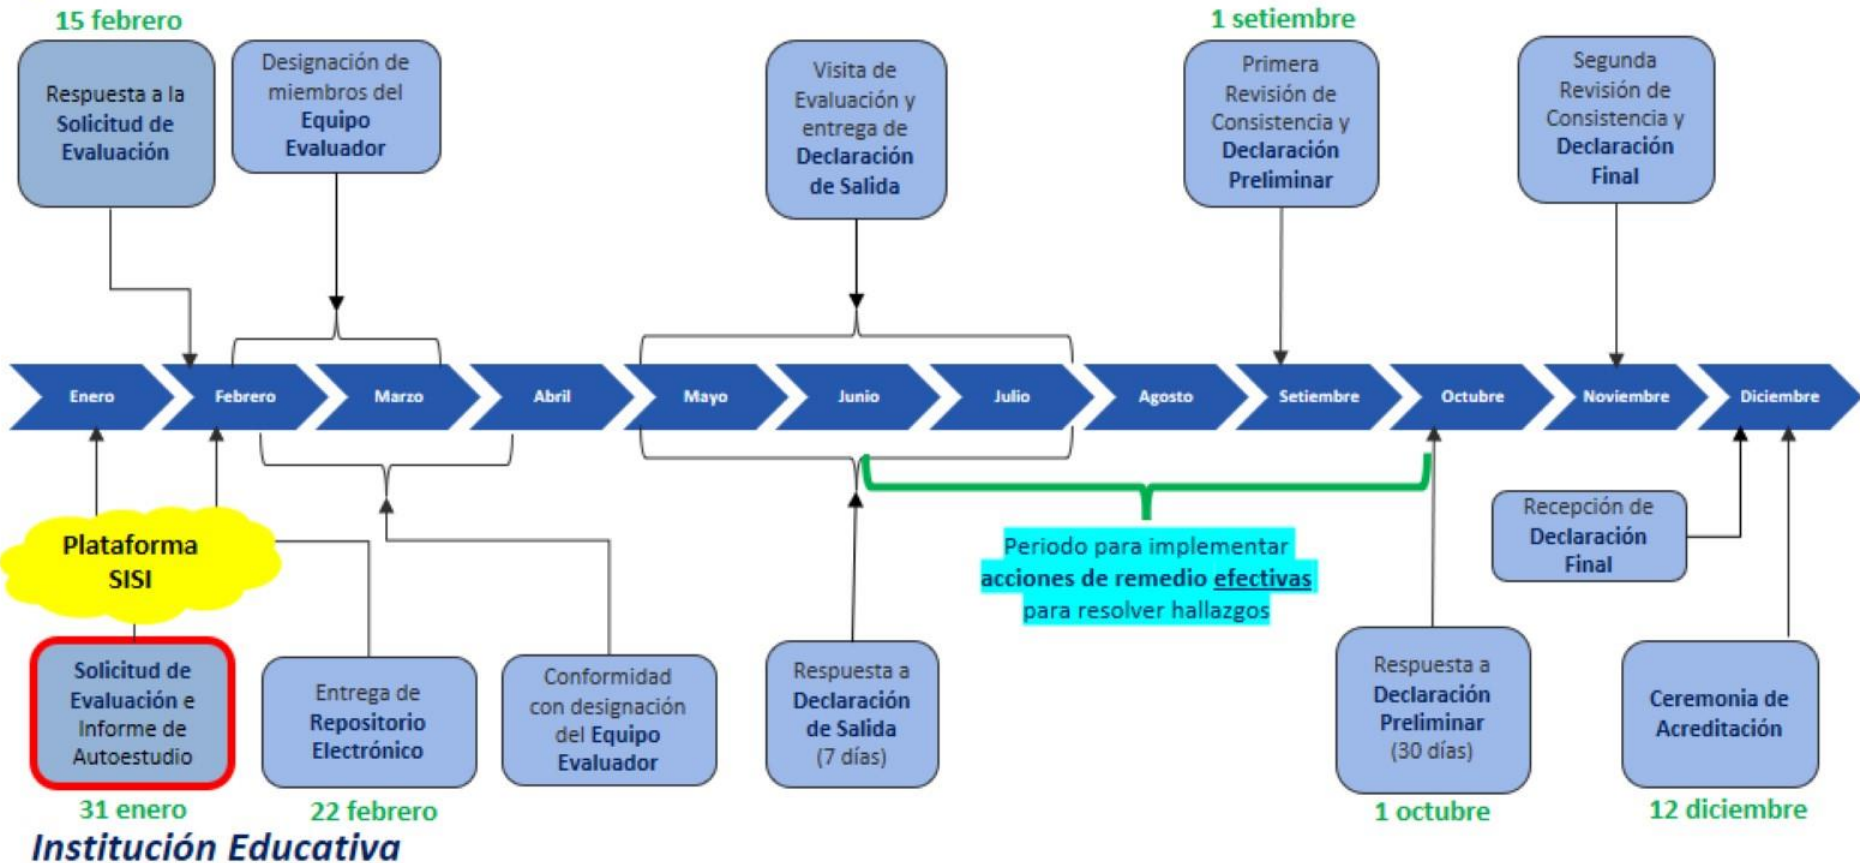 15 febrero
Respuesta a la
Solicitud de
Evaluación
Designación de
miembros del
Equipo
Evaluador
Visita de
Evaluación y
entrega de
Declaración
de Salida
1 setiembre
Primera
Revisión de
Consistencia y
Declaración
Preliminar
Segunda
Revisión de
Consistencia y
Declaración
Final
Enero
Febrero
Marzo
Abril
Mayo
Junio
Julio
Agosto
Setiembre
Octubre
Noviembre
Diciembre
Plataforma
SISI
Solicitud de
Evaluación e
Informe de
Autoestudio
31 enero
Entrega de
Repositorio
Electrónico
22 febrero
Conformidad
con designación
del Equipo
Evaluador
Respuesta a
Declaración
de Salida
(7 días)
Periodo para implementar
acciones de remedio efectivas
para resolver hallazgos
Respuesta a
Declaración
Preliminar
(30 días)
1 octubre
Recepción de
Declaración
Final
Ceremonia de
Acreditación
12 diciembre
Institución Educativa